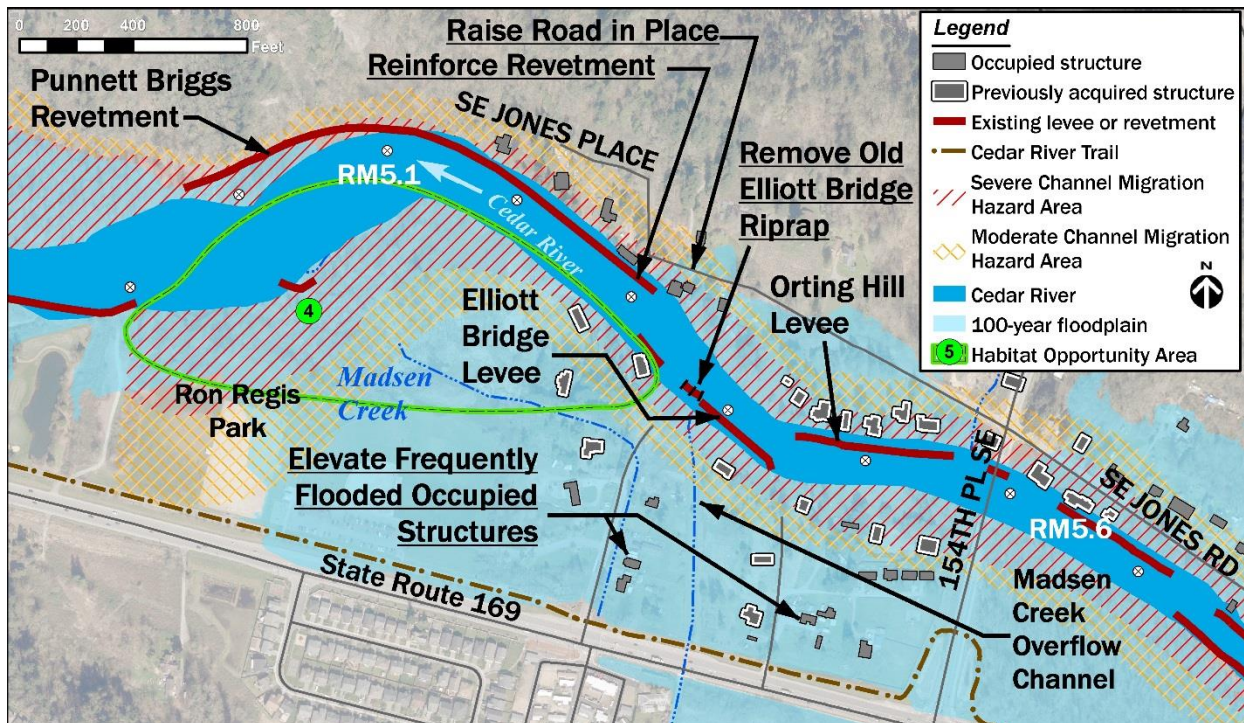 0 400 800
Feet
Punnett Briggs
Revetment
Raise Road in Place
Reinforce Revetment
SE JONES PLACE
RM5.1
Cedar River
Remove Old
Elliott Bridge
Riprap
Orting Hill
Levee
Elliott
Bridge
Levee
4
Madsen
Creek
Ron Regis
Park
Elevate Frequently
Flooded Occupied
Structures
State Route 169
154TH PL SE
RM5.6
SE JONES RD
Madsen
Creek
Overflow
Channel
Legend
Occupied structure
Previously acquired structure
Existing levee or revetment
Cedar River Trail
Severe Channel Migration
Hazard Area
Moderate Channel Migration
Hazard Area
N
Cedar River
100-year floodplain
5
Habitat Opportunity Area